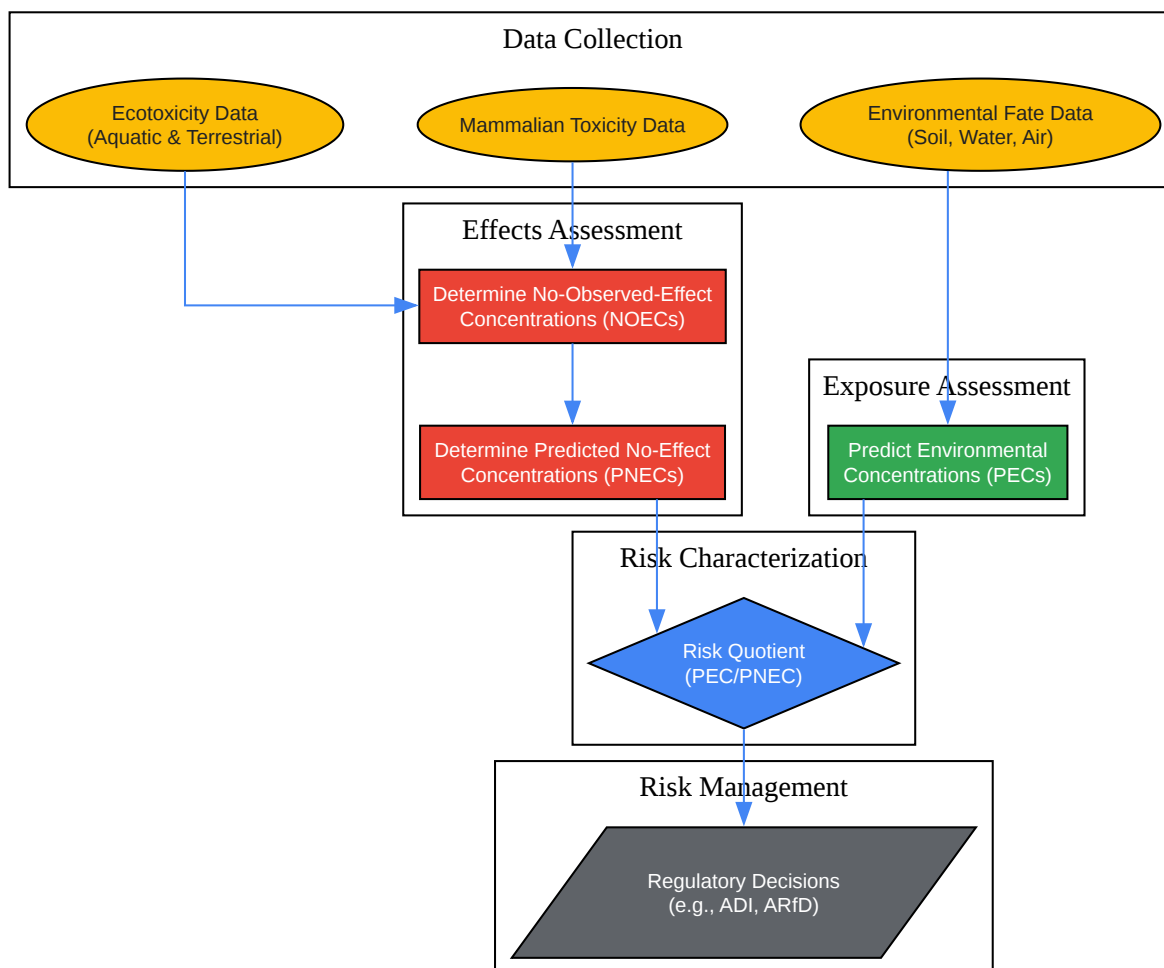 Data Collection
Ecotoxicity Data
(Aquatic & Terrestrial)
Mammalian Toxicity Data
Environmental Fate Data
(Soil, Water, Air)
Effects Assessment
Determine No-Observed-Effect
Concentrations (NOECs)
Determine Predicted No-Effect
Concentrations (PNECs)
Exposure Assessment
Predict Environmental
Concentrations (PECs)
Risk Characterization
Risk Quotient
(PEC/PNEC)
Risk Management
Regulatory Decisions
(e.g., ADI, ARfD)